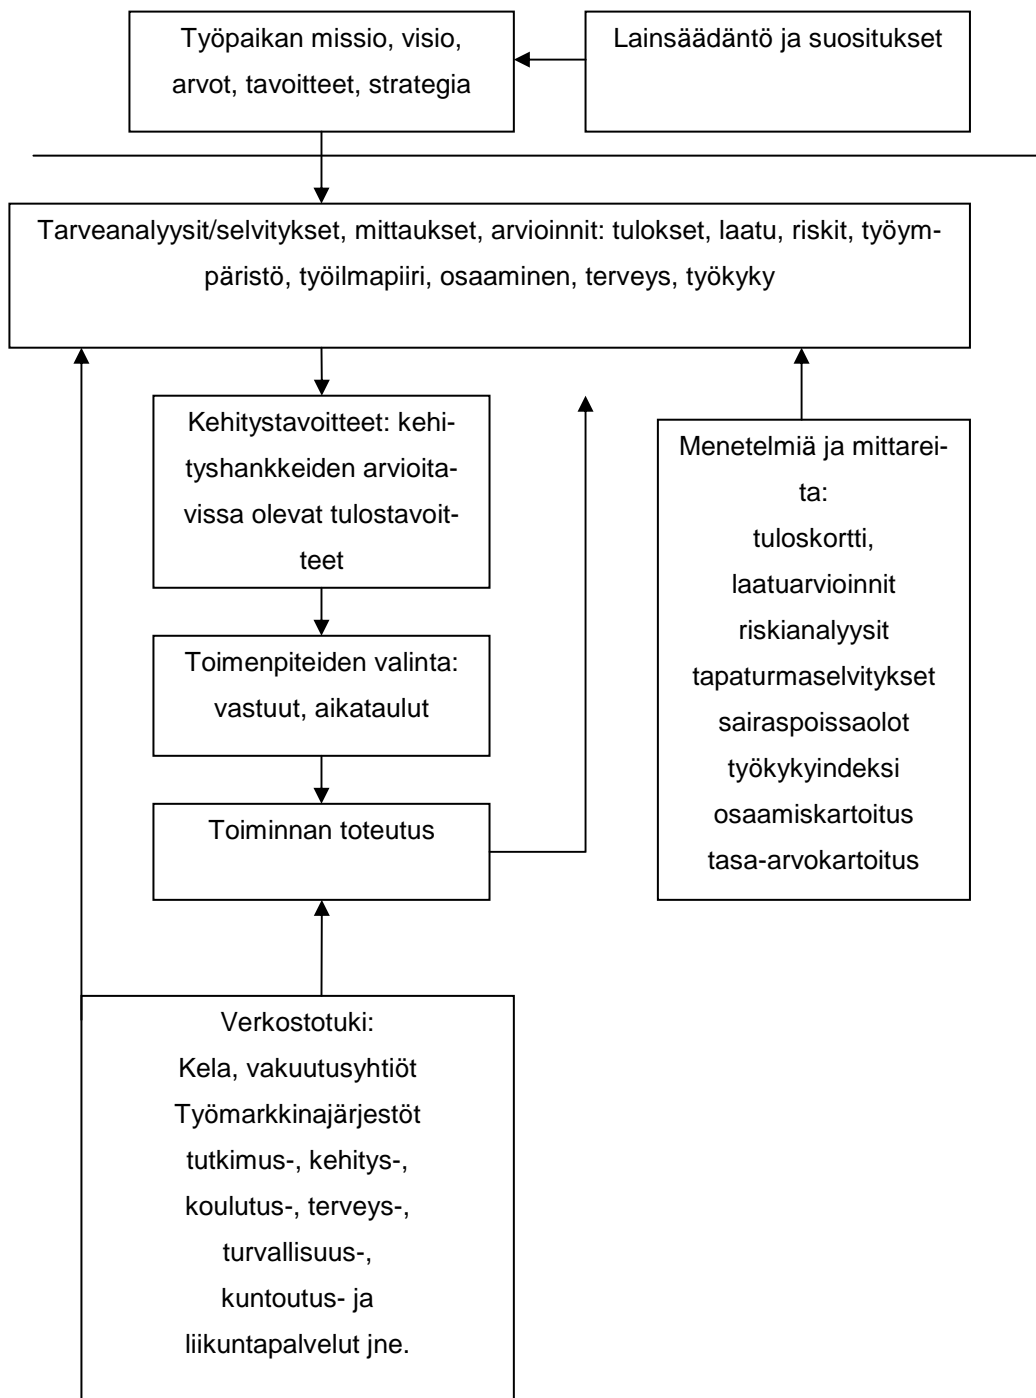 Työpaikan missio, visio,
arvot, tavoitteet, strategia
Lainsäädäntö ja suositukset
Tarveanalyysit/selvitykset, mittaukset, arvioinnit: tulokset, laatu, riskit, työym-
päristö, työilmapiiri, osaaminen, terveys, työkyky
Kehitystavoitteet: kehi-
tyshankkeiden arvioita-
vissa olevat tulostavoit-
teet
Toimenpiteiden valinta:
vastuut, aikataulut
Toiminnan toteutus
Menetelmiä ja mittarei-
ta:
tuloskortti,
laatuarvioinnit
riskianalyysit
tapaturmaselvitykset
sairaspoissaolot
työkykyindeksi
osaamiskartoitus
tasa-arvokartoitus
Verkostotuki:
Kela, vakuutusyhtiöt
Työmarkkinajärjestöt
tutkimus-, kehitys-,
koulutus-, terveys-,
turvallisuus-,
kuntoutus- ja
liikuntapalvelut jne.